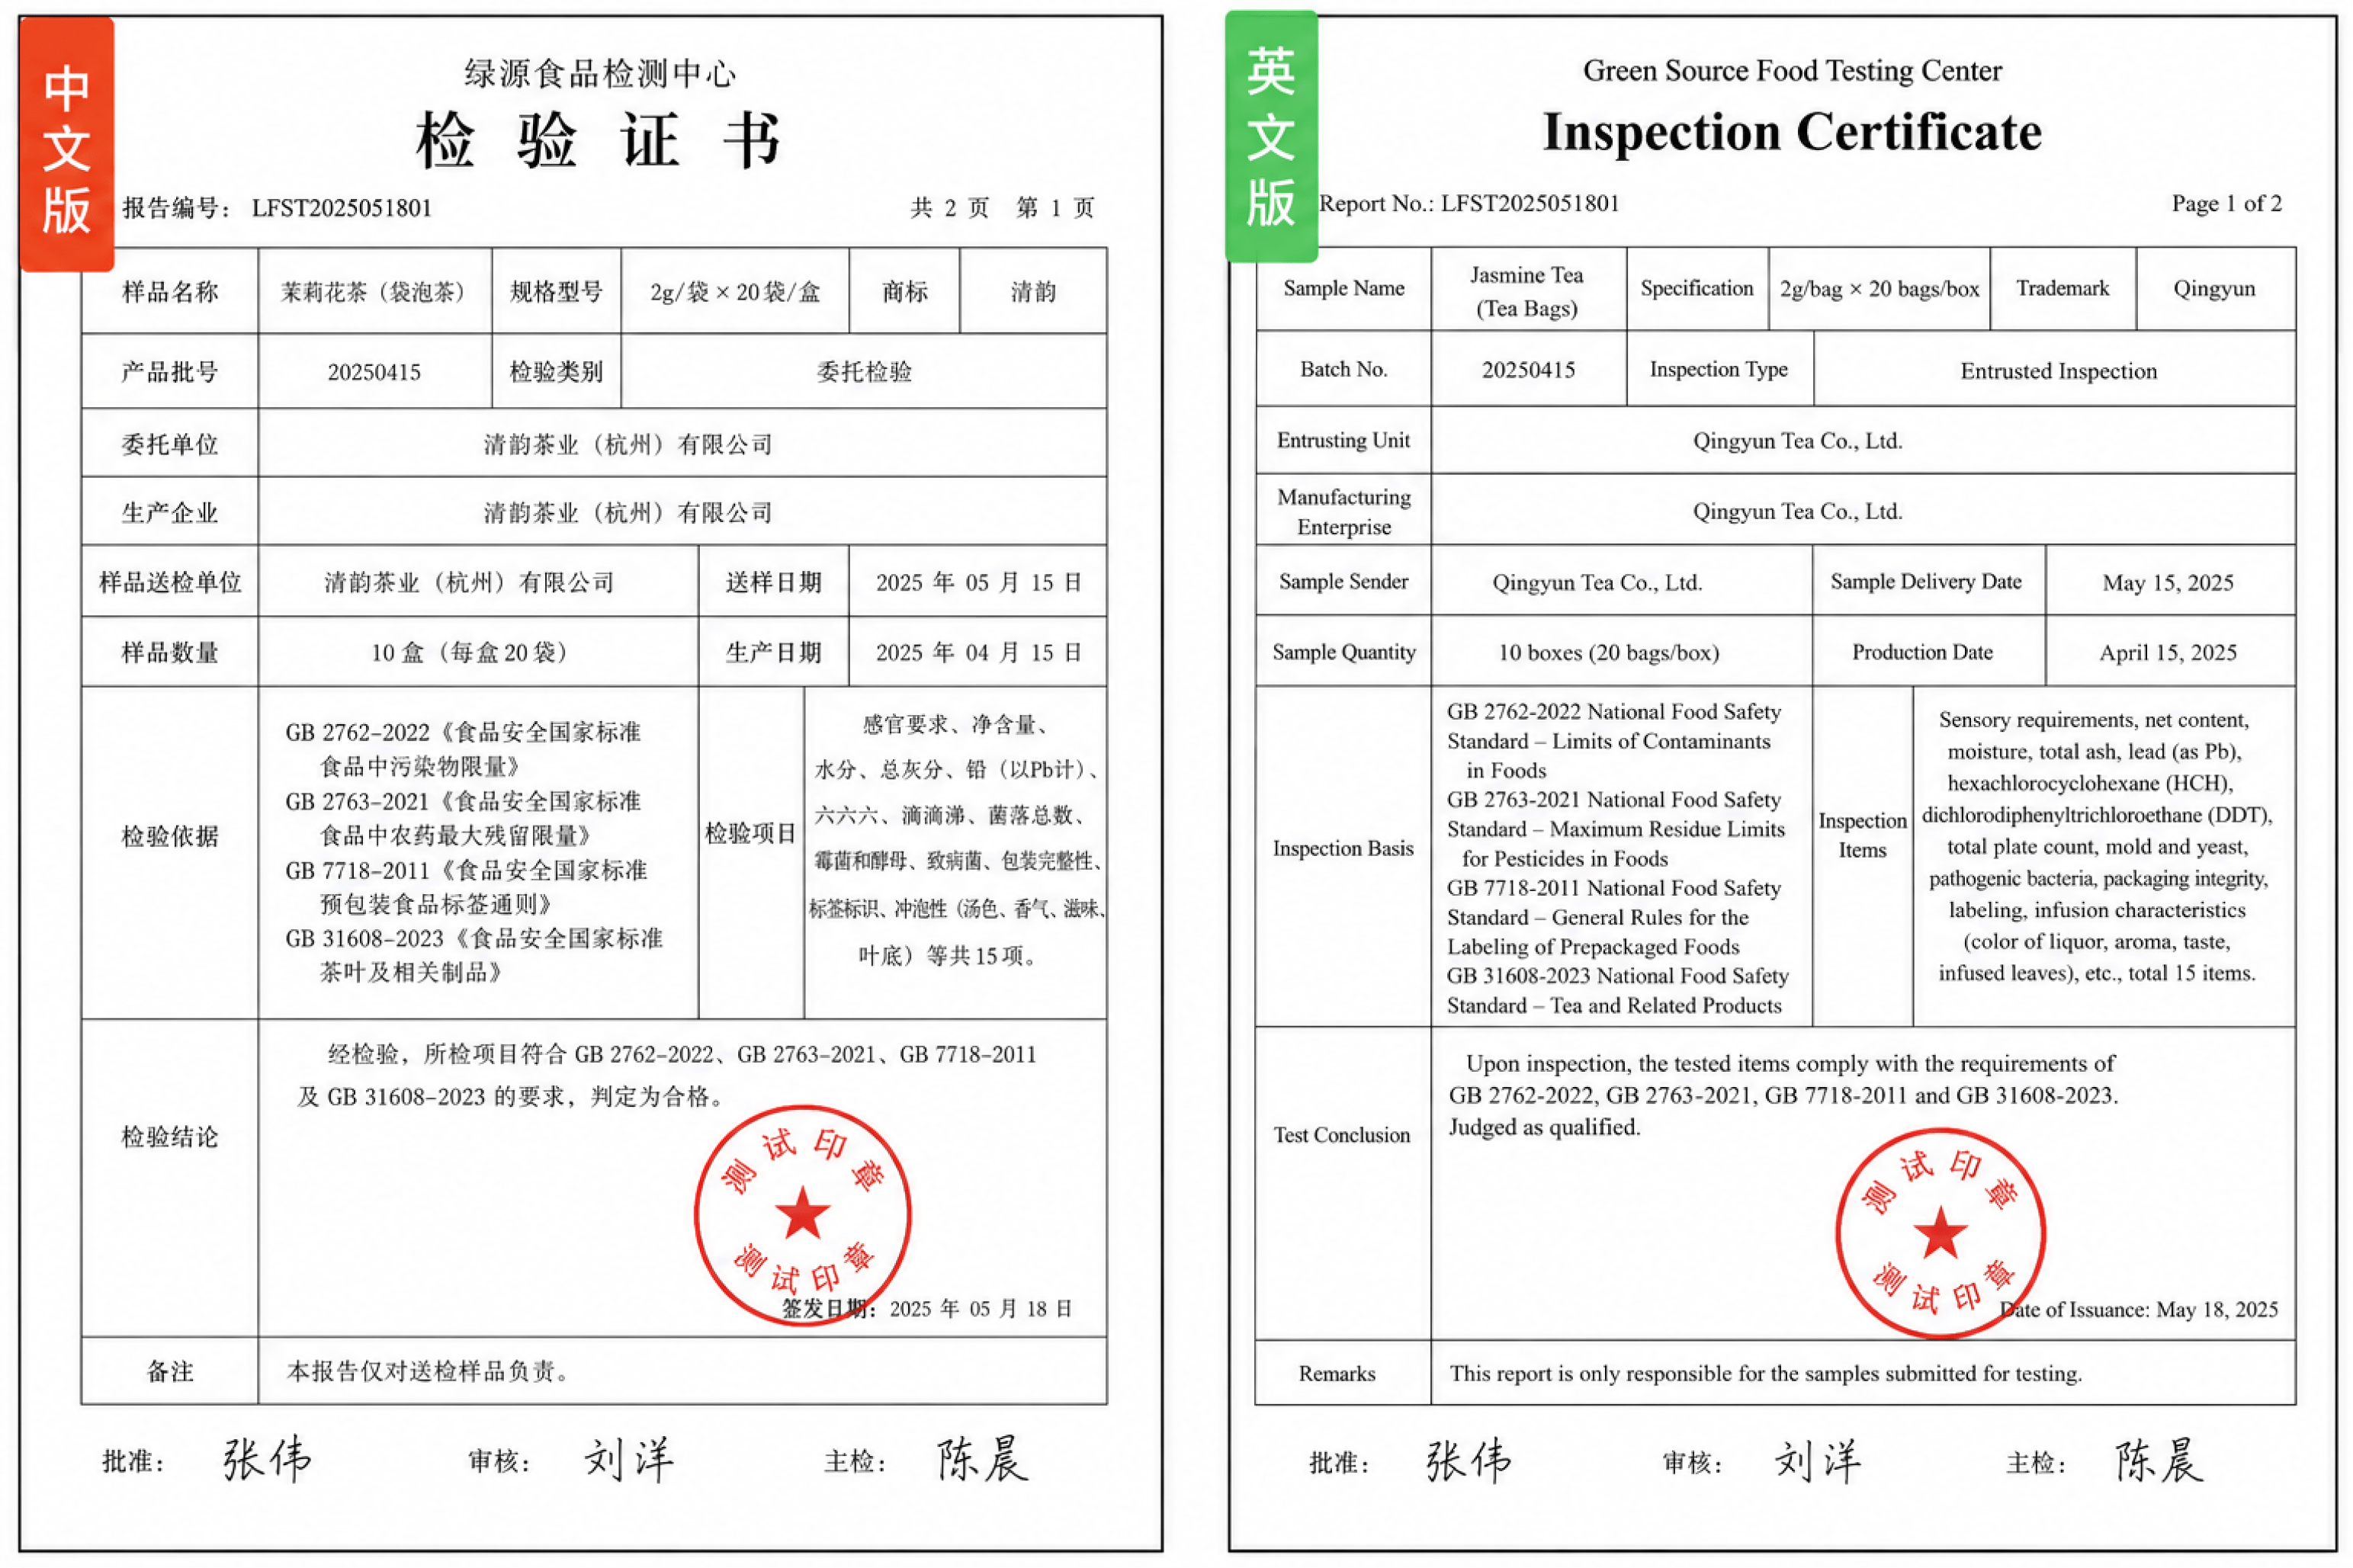 中文版
绿源食品检测中心
检验证书
报告编号： LFST2025051801 共 2 页 第 1 页
样品名称 茉莉花茶（袋泡茶） 规格型号 2g/袋 × 20袋/盒 商标 清韵
产品批号 20250415 检验类别 委托检验
委托单位 清韵茶业（杭州）有限公司
生产企业 清韵茶业（杭州）有限公司
样品送检单位 清韵茶业（杭州）有限公司 送样日期 2025 年 05 月 15 日
样品数量 10盒（每盒20袋） 生产日期 2025 年 04 月 15 日
检验依据
GB 2762-2022《食品安全国家标准
食品中污染物限量》
GB 2763-2021《食品安全国家标准
食品中农药最大残留限量》
GB 7718-2011《食品安全国家标准
预包装食品标签通则》
GB 31608-2023《食品安全国家标准
茶叶及相关制品》
检验项目
感官要求、净含量、
水分、总灰分、铅（以Pb计）、
六六六、滴滴涕、菌落总数、
霉菌和酵母、致病菌、包装完整性、
标签标识、冲泡性（汤色、香气、滋味、
叶底）等共15项。
检验结论
经检验，所检项目符合 GB 2762-2022、GB 2763-2021、GB 7718-2011
及 GB 31608-2023 的要求，判定为合格。
测试印章
测试印章
签发日期：2025 年 05 月 18 日
备注 本报告仅对送检样品负责。
批准： 张伟 审核： 刘洋 主检： 陈晨
英文版
Green Source Food Testing Center
Inspection Certificate
Report No.: LFST2025051801 Page 1 of 2
Sample Name Jasmine Tea
(Tea Bags)
Specification 2g/bag × 20 bags/box Trademark Qingyun
Batch No. 20250415 Inspection Type Entrusted Inspection
Entrusting Unit Qingyun Tea Co., Ltd.
Manufacturing
Enterprise
Qingyun Tea Co., Ltd.
Sample Sender Qingyun Tea Co., Ltd. Sample Delivery Date May 15, 2025
Sample Quantity 10 boxes (20 bags/box) Production Date April 15, 2025
Inspection Basis
GB 2762-2022 National Food Safety
Standard – Limits of Contaminants
in Foods
GB 2763-2021 National Food Safety
Standard – Maximum Residue Limits
for Pesticides in Foods
GB 7718-2011 National Food Safety
Standard – General Rules for the
Labeling of Prepackaged Foods
GB 31608-2023 National Food Safety
Standard – Tea and Related Products
Inspection
Items
Sensory requirements, net content,
moisture, total ash, lead (as Pb),
hexachlorocyclohexane (HCH),
dichlorodiphenyltrichloroethane (DDT),
total plate count, mold and yeast,
pathogenic bacteria, packaging integrity,
labeling, infusion characteristics
(color of liquor, aroma, taste,
infused leaves), etc., total 15 items.
Test Conclusion
Upon inspection, the tested items comply with the requirements of
GB 2762-2022, GB 2763-2021, GB 7718-2011 and GB 31608-2023.
Judged as qualified.
测试印章
测试印章
Date of Issuance: May 18, 2025
Remarks This report is only responsible for the samples submitted for testing.
批准： 张伟 审核： 刘洋 主检： 陈晨